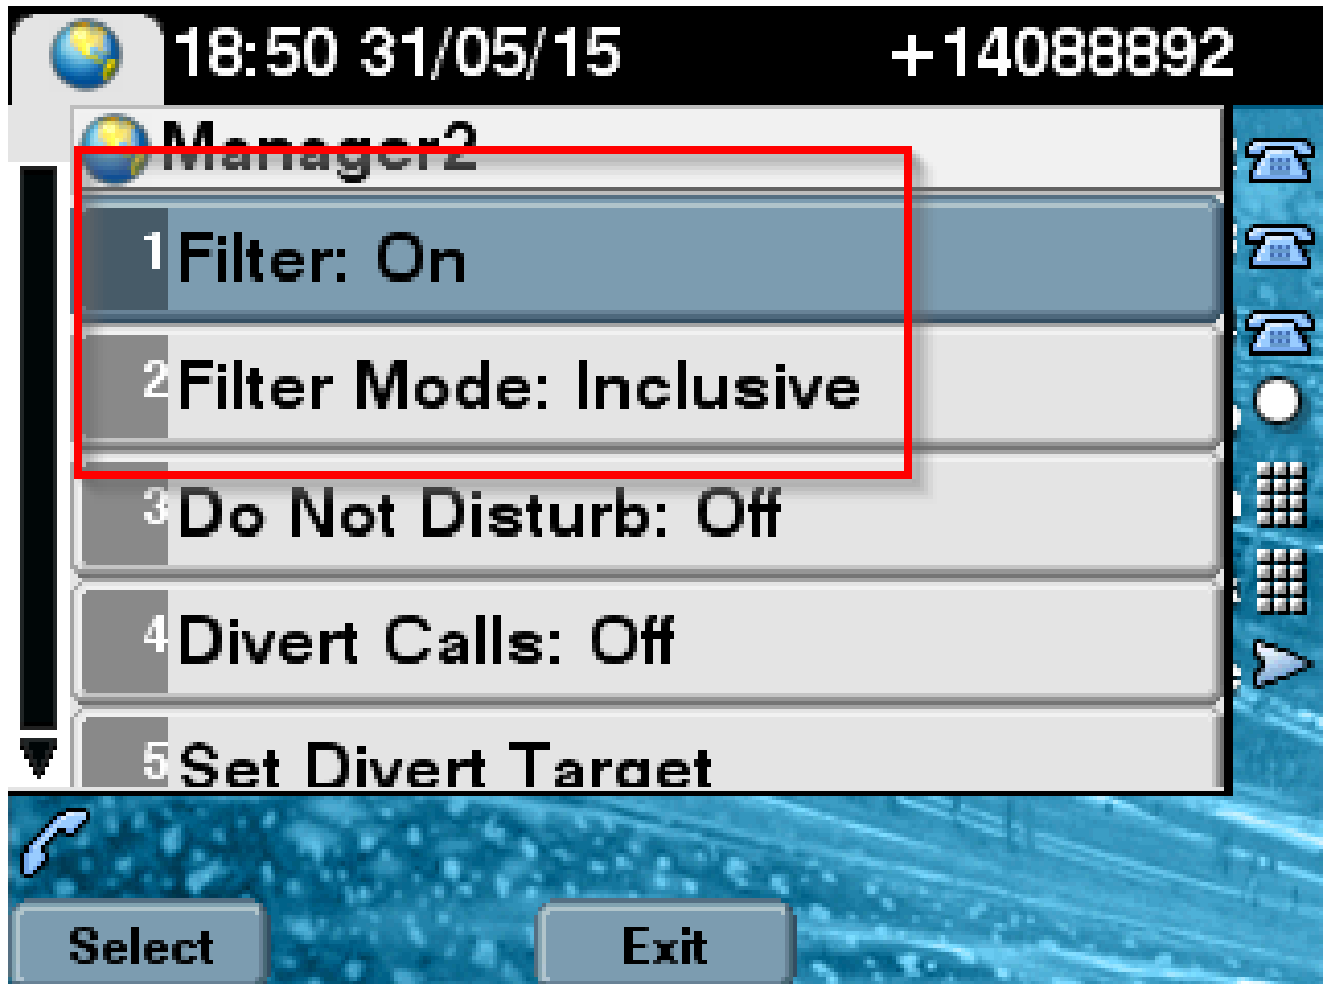 18:50 31/05/15 +14088892
Manager2
1 Filter: On
2 Filter Mode: Inclusive
3 Do Not Disturb: Off
4 Divert Calls: Off
5 Set Divert Target
Select Exit